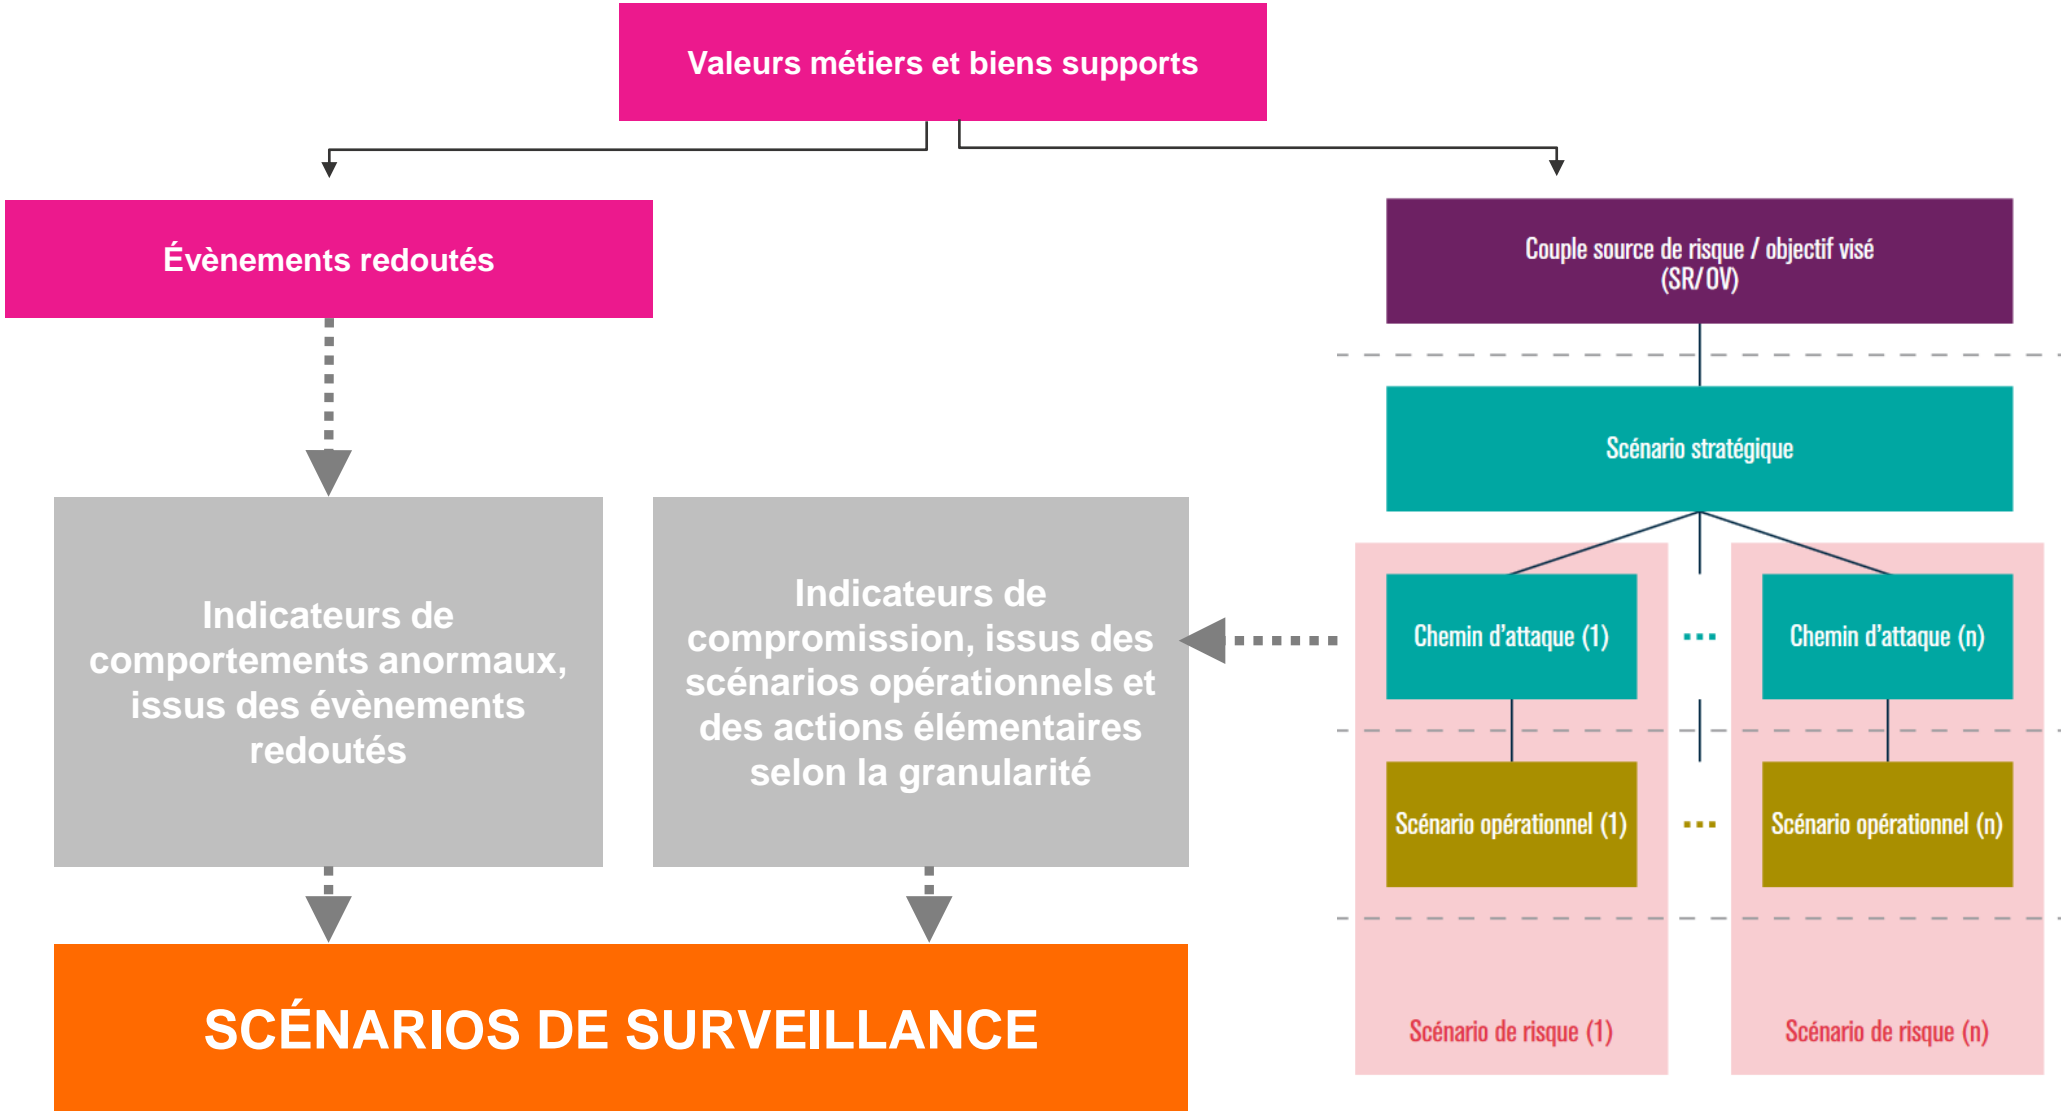 Valeurs métiers et biens supports
Évènements redoutés
Couple source de risque / objectif visé
(SR/OV)
Scénario stratégique
Indicateurs de
comportements anormaux,
issus des évènements
redoutés
Indicateurs de
compromission, issus des
scénarios opérationnels et
des actions élémentaires
selon la granularité
Chemin d'attaque (1)
...
Chemin d'attaque (n)
Scénario opérationnel (1)
...
Scénario opérationnel (n)
SCÉNARIOS DE SURVEILLANCE
Scénario de risque (1)
Scénario de risque (n)